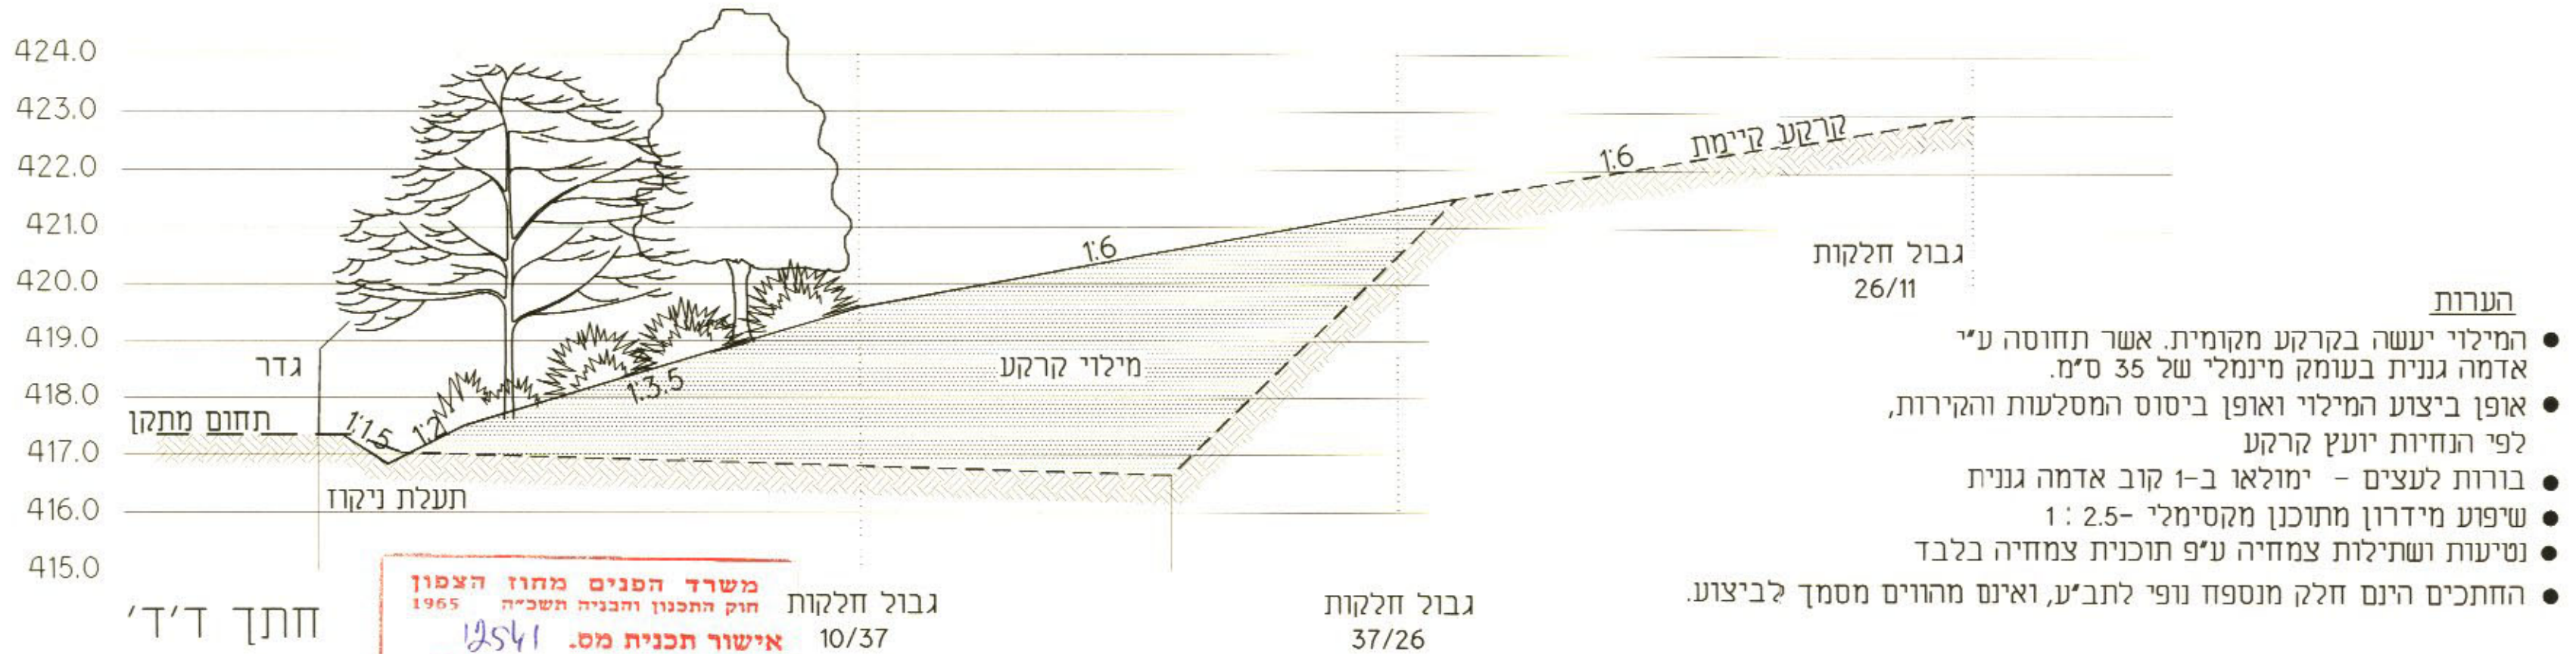 424.0
423.0
422.0
421.0
420.0
419.0
418.0
417.0
416.0
415.0
קרקע קיימת
1:6
1:6
גבול חלקות
26/11
מילוי קרקע
1:3.5
גדר
תחום מתקן
1:1.5
1:2
תעלת ניקוז
חתך ד'ד'
משרד הפנים מחוז הצפון
חוק התכנון והבניה תשכ״ה 1965
אישור תכנית מס. 12541
גבול חלקות
10/37
גבול חלקות
37/26
הערות
● המילוי יעשה בקרקע מקומית. אשר תחוסה ע״י
אדמה גננית בעומק מינמלי של 35 ס״מ.
● אופן ביצוע המילוי ואופן ביסוס המסלעות והקירות,
לפי הנחיות יועץ קרקע
● בורות לעצים - ימולאו ב-1 קוב אדמה גננית
● שיפוע מידרון מתוכנן מקסימלי -2.5 : 1
● נטיעות ושתילות צמחיה ע״פ תוכנית צמחיה בלבד
● החתכים הינם חלק מנספח נופי לתב״ע, ואינם מהווים מסמך לביצוע.